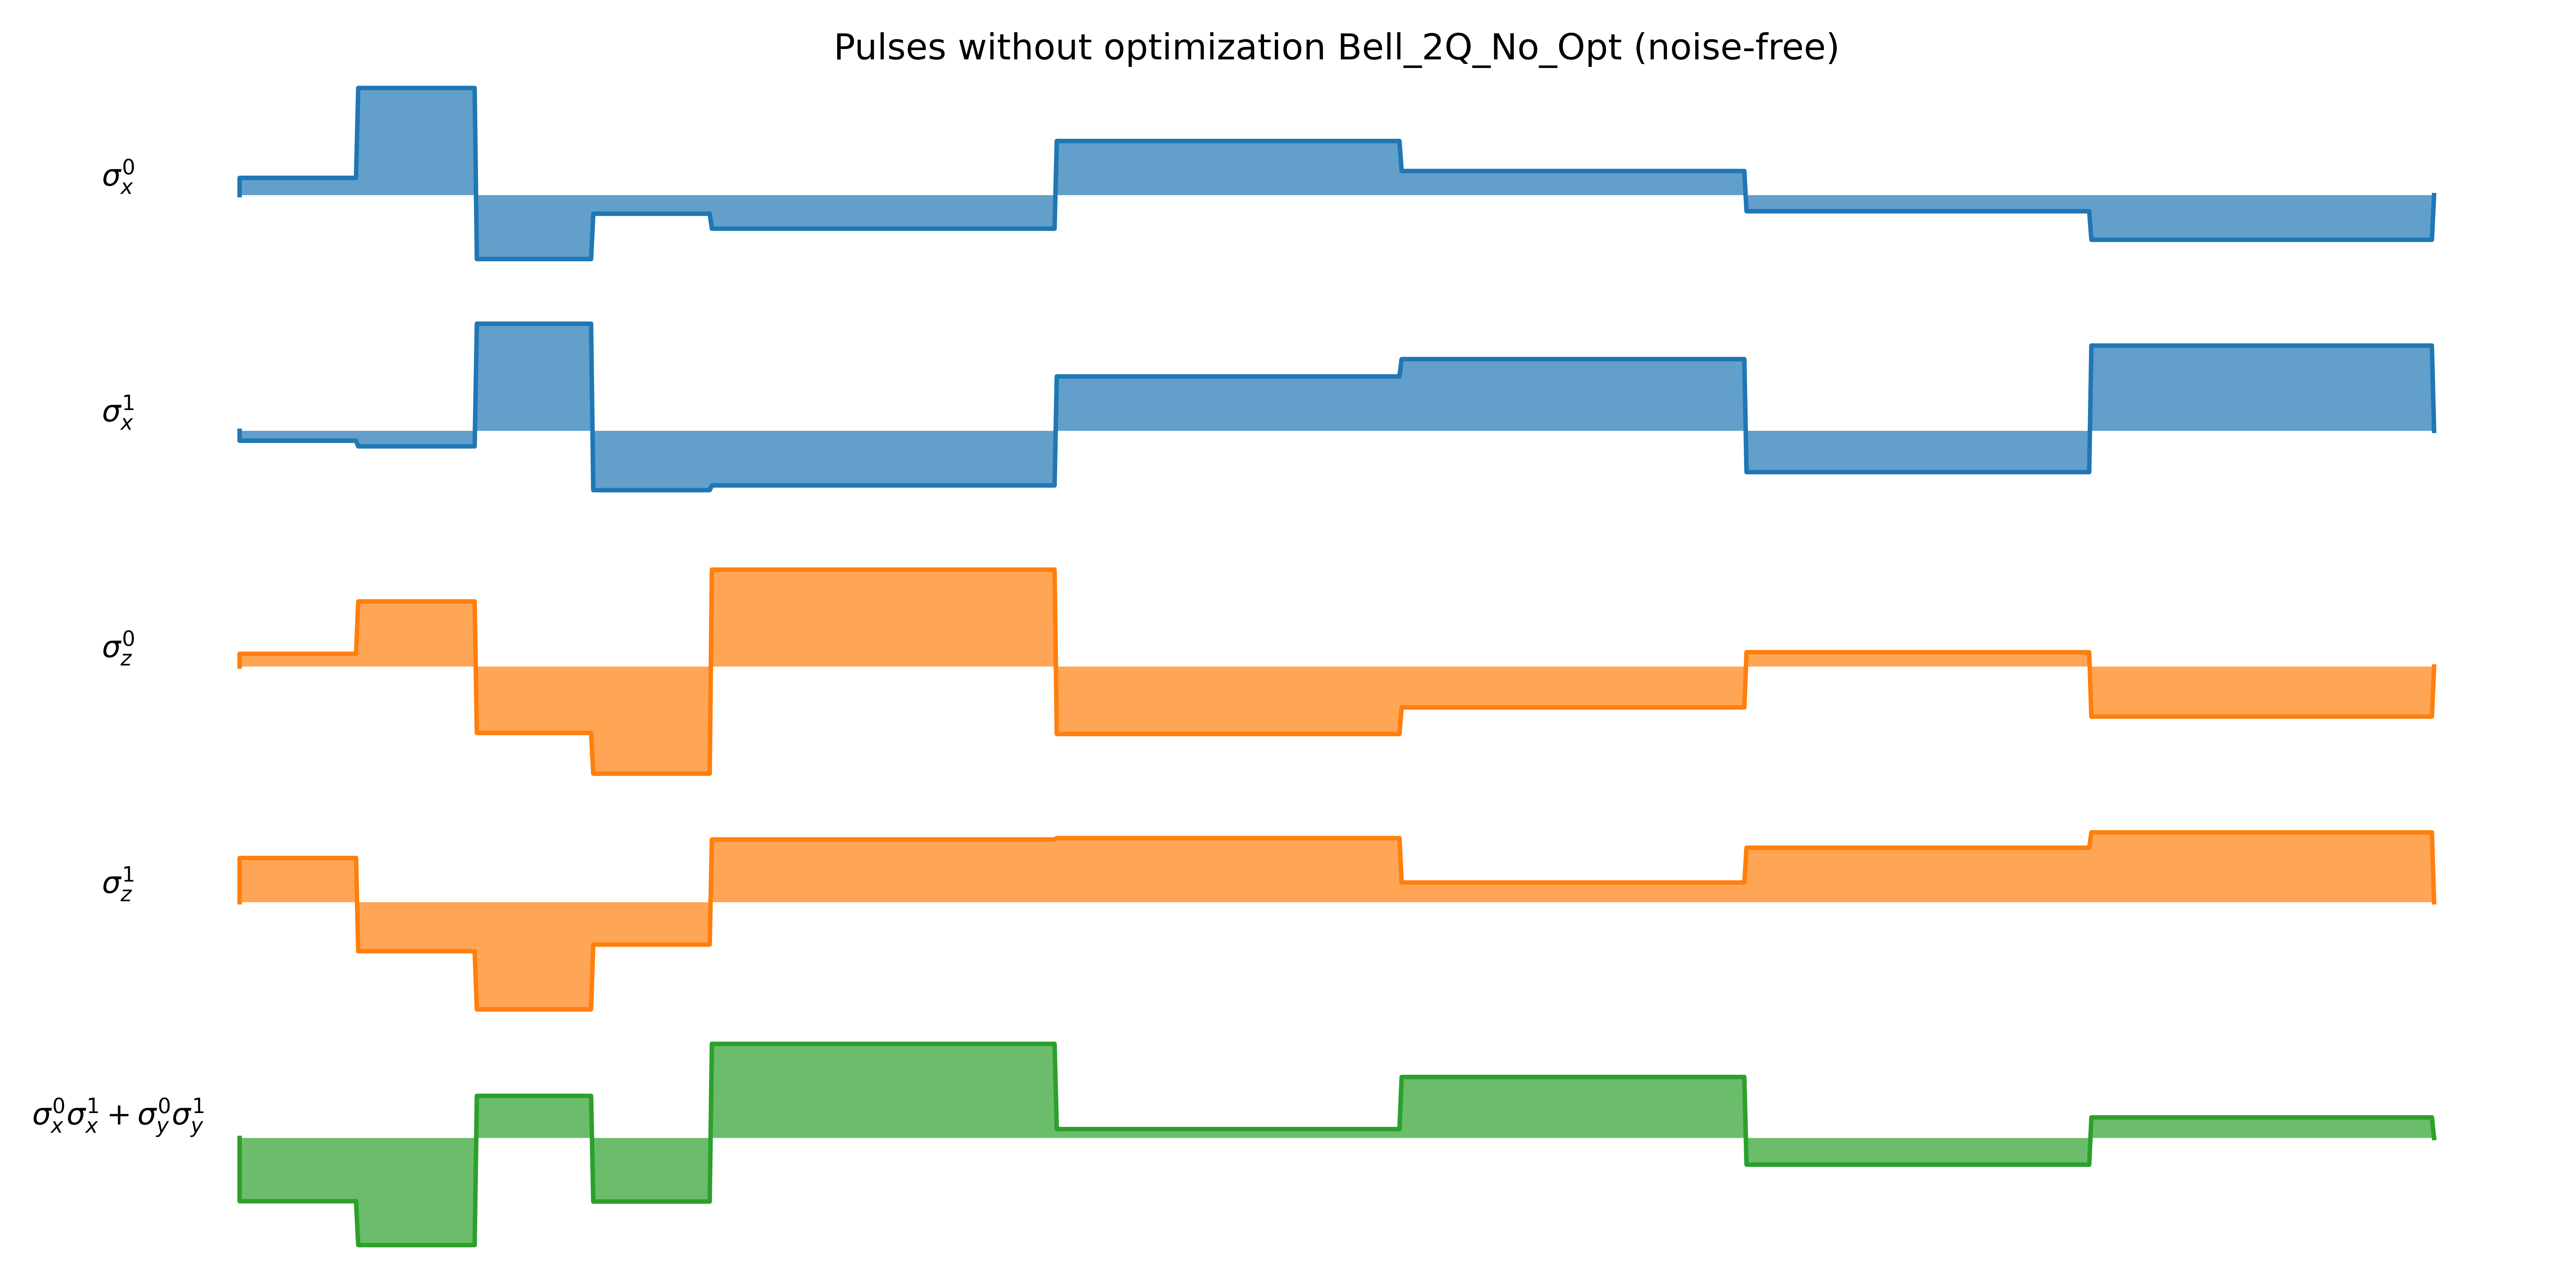 Pulses without optimization Bell_2Q_No_Opt (noise-free)
σ_x^0
σ_x^1
σ_z^0
σ_z^1
σ_x^0σ_x^1 + σ_y^0σ_y^1